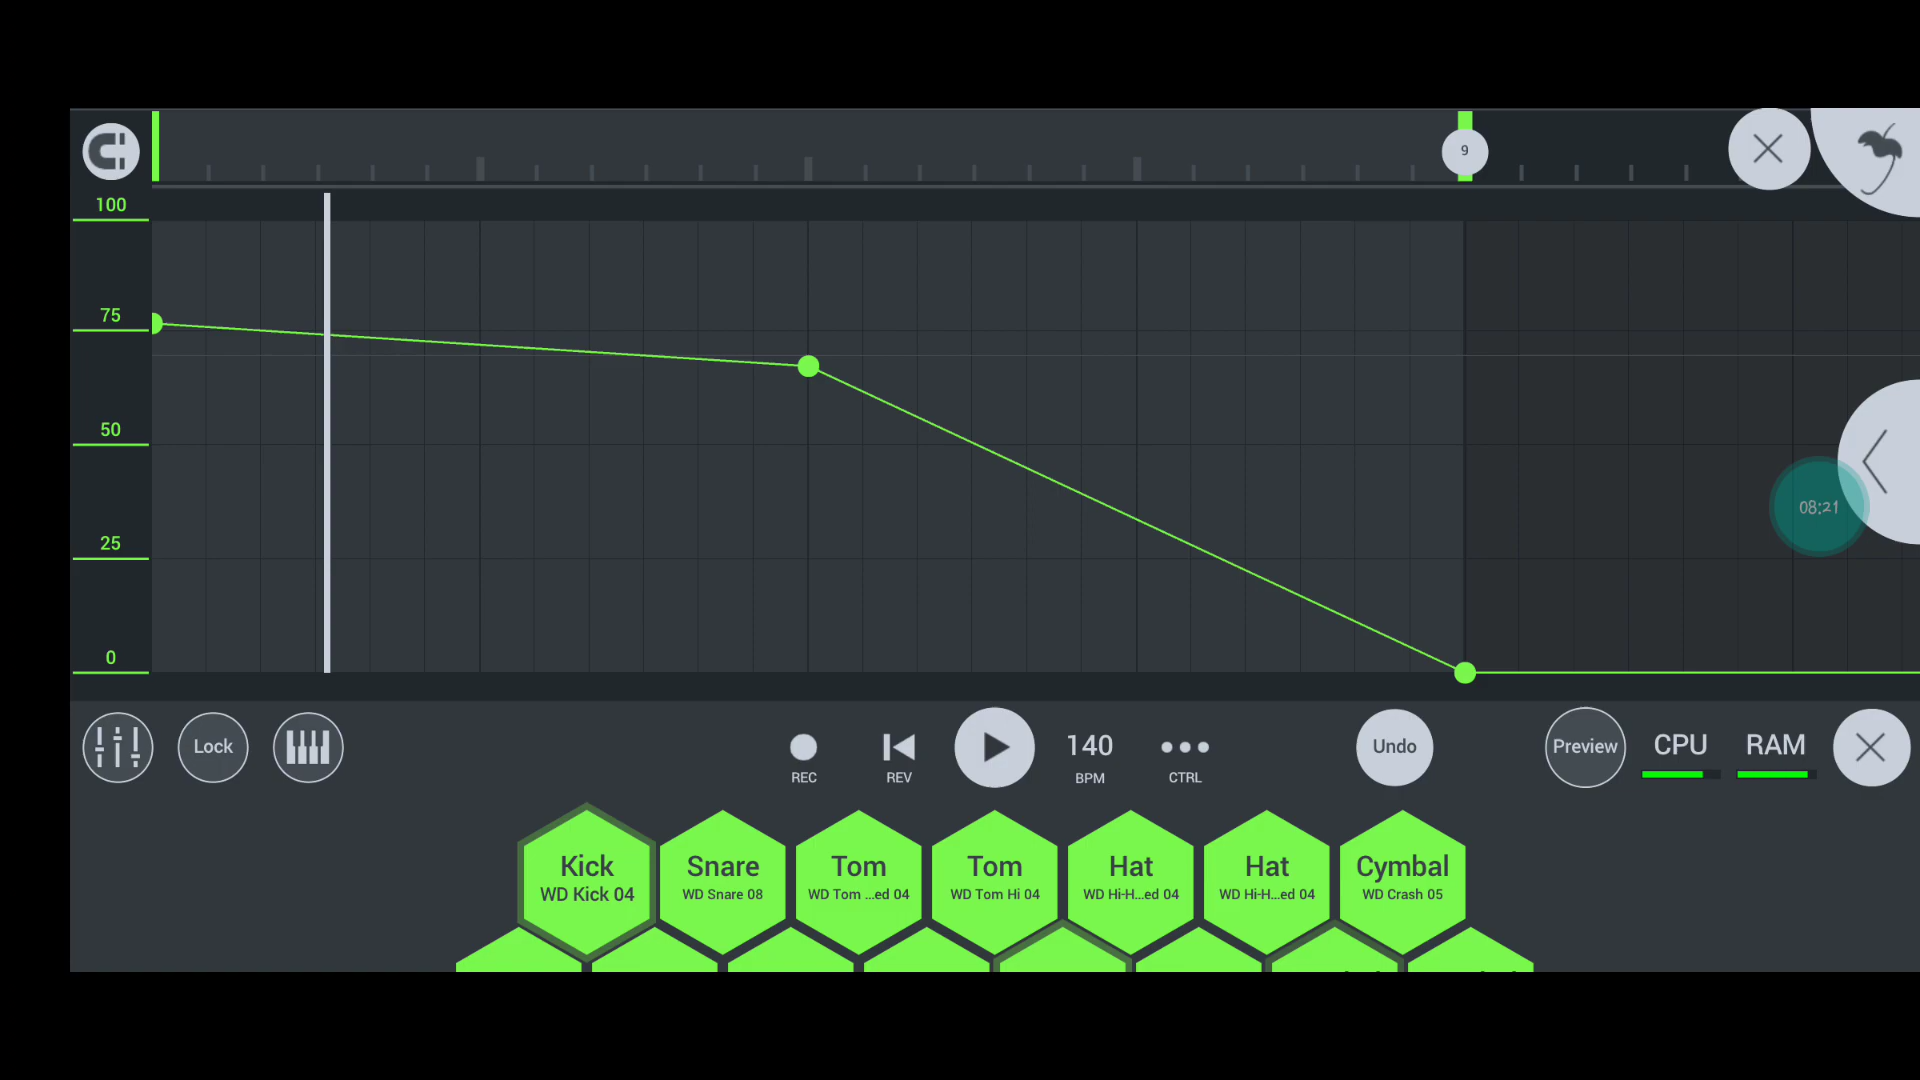 9
100
75
50
25
0
08:21
Lock
REC
REV
140
BPM
CTRL
Undo
Preview
CPU
RAM
Kick
WD Kick 04
Snare
WD Snare 08
Tom
WD Tom ...ed 04
Tom
WD Tom Hi 04
Hat
WD Hi-H...ed 04
Hat
WD Hi-H...ed 04
Cymbal
WD Crash 05